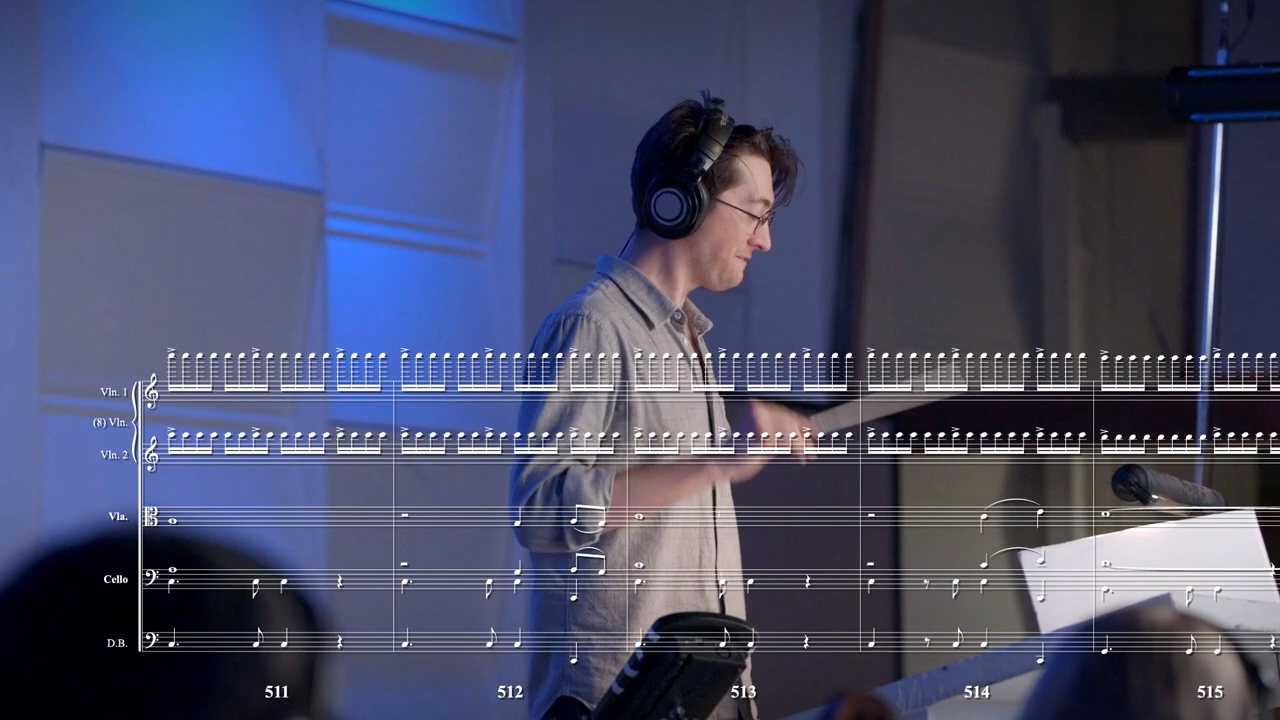 Vln. 1
(8) Vln.
Vln. 2
Vla.
Cello
D.B.
511 512 513 514 515